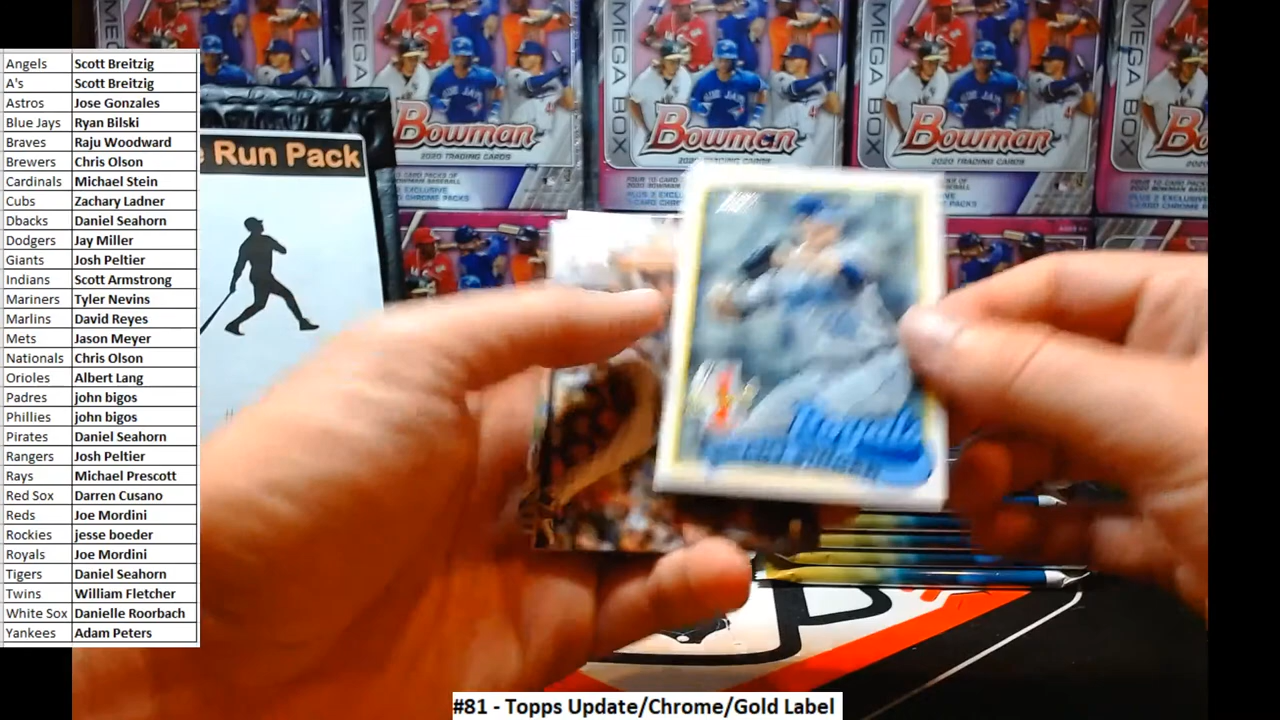 Angels Scott Breitzig
A's Scott Breitzig
Astros Jose Gonzales
Blue Jays Ryan Bilski
Braves Raju Woodward
Brewers Chris Olson
Cardinals Michael Stein
Cubs Zachary Ladner
Dbacks Daniel Seahorn
Dodgers Jay Miller
Giants Josh Peltier
Indians Scott Armstrong
Mariners Tyler Nevins
Marlins David Reyes
Mets Jason Meyer
Nationals Chris Olson
Orioles Albert Lang
Padres john bigos
Phillies john bigos
Pirates Daniel Seahorn
Rangers Josh Peltier
Rays Michael Prescott
Red Sox Darren Cusano
Reds Joe Mordini
Rockies jesse boeder
Royals Joe Mordini
Tigers Daniel Seahorn
Twins William Fletcher
White Sox Danielle Roorbach
Yankees Adam Peters
Run Pack
MEGA BOX
Bowman
2020 TRADING CARDS
MEGA BOX
Bowman
2020 TRADING CARDS
MEGA BOX
Bowman
2020 TRADING CARDS
MEGA BOX
Royals
#81 - Topps Update/Chrome/Gold Label